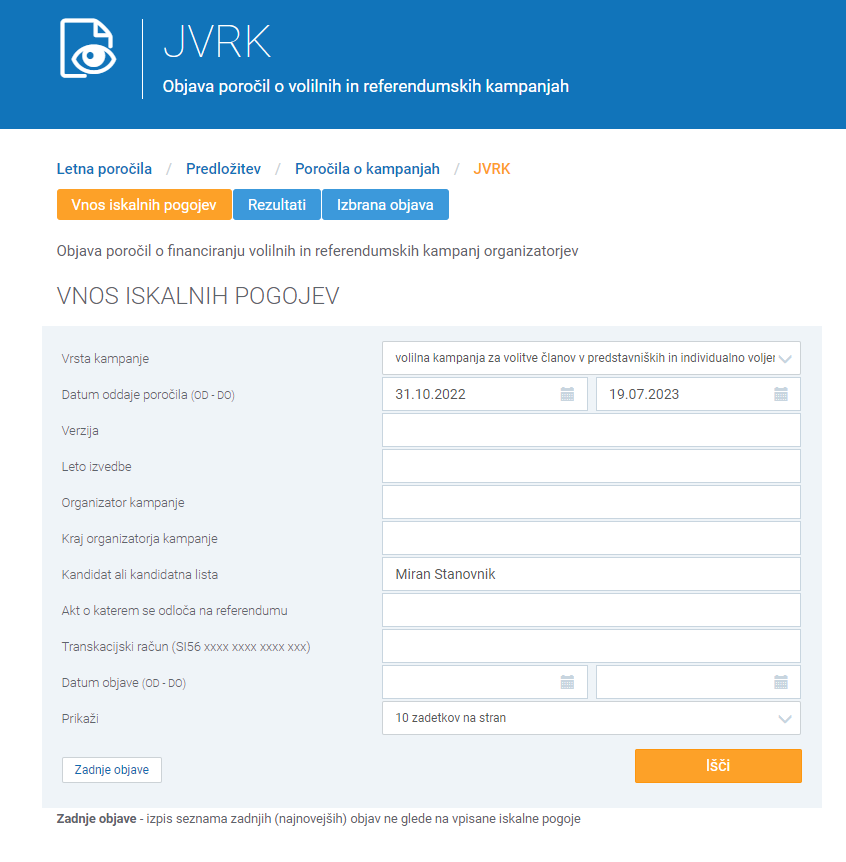 JVRK
Objava poročil o volilnih in referendumskih kampanjah
Letna poročila / Predložitev / Poročila o kampanjah / JVRK
Vnos iskalnih pogojev Rezultati Izbrana objava
Objava poročil o financiranju volilnih in referendumskih kampanj organizatorjev
VNOS ISKALNIH POGOJEV
Vrsta kampanje volilna kampanja za volitve članov v predstavniških in individualno voljen
Datum oddaje poročila (OD - DO) 31.10.2022 19.07.2023
Verzija
Leto izvedbe
Organizator kampanje
Kraj organizatorja kampanje
Kandidat ali kandidatna lista Miran Stanovnik
Akt o katerem se odloča na referendumu
Transkacijski račun (SI56 xxxx xxxx xxxx xxx)
Datum objave (OD - DO)
Prikaži 10 zadetkov na stran
Zadnje objave Išči
Zadnje objave - izpis seznama zadnjih (najnovejših) objav ne glede na vpisane iskalne pogoje